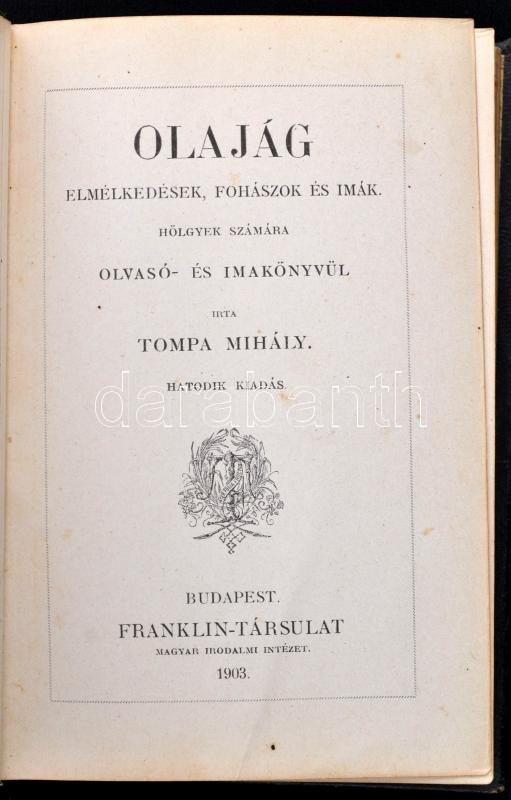 OLAJÁG
ELMÉLKEDÉSEK, FOHÁSZOK ÉS IMÁK.
HÖLGYEK SZÁMÁRA
OLVASÓ- ÉS IMAKÖNYVÜL
IRTA
TOMPA MIHÁLY.
HATODIK KIADÁS.
darabanth
BUDAPEST.
FRANKLIN-TÁRSULAT
MAGYAR IRODALMI INTÉZET.
1903.